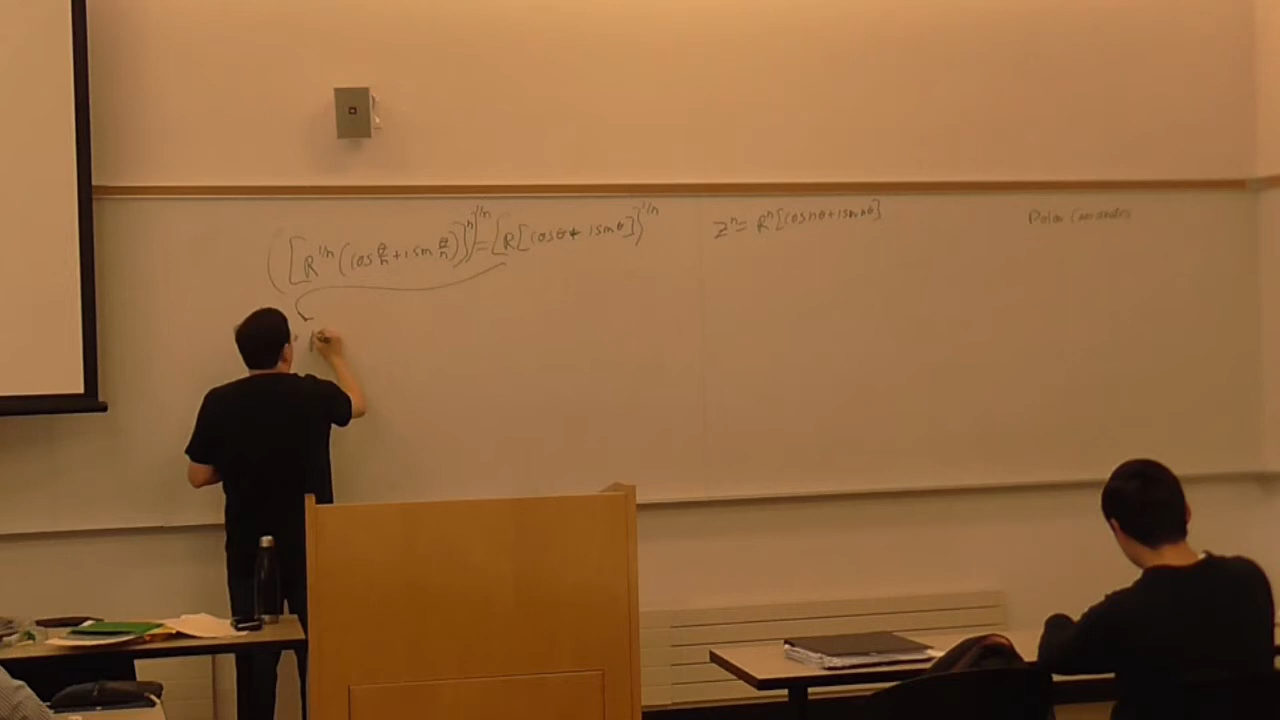 ([R^{1/n}(cos θ/n + i sin θ/n)]^n)^{1/n} = [R[cos θ + i sin θ]]^{1/n}
z^n = R^n[cos nθ + i sin nθ]
Polar Coordinates